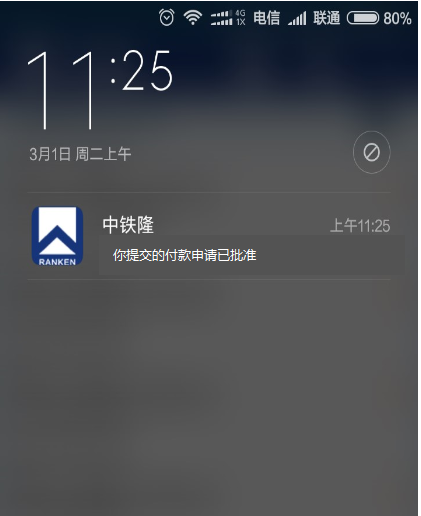 4G
1X 电信 联通 80%
11:25
3月1日 周二上午
中铁隆 上午11:25
RANKEN
你提交的付款申请已批准